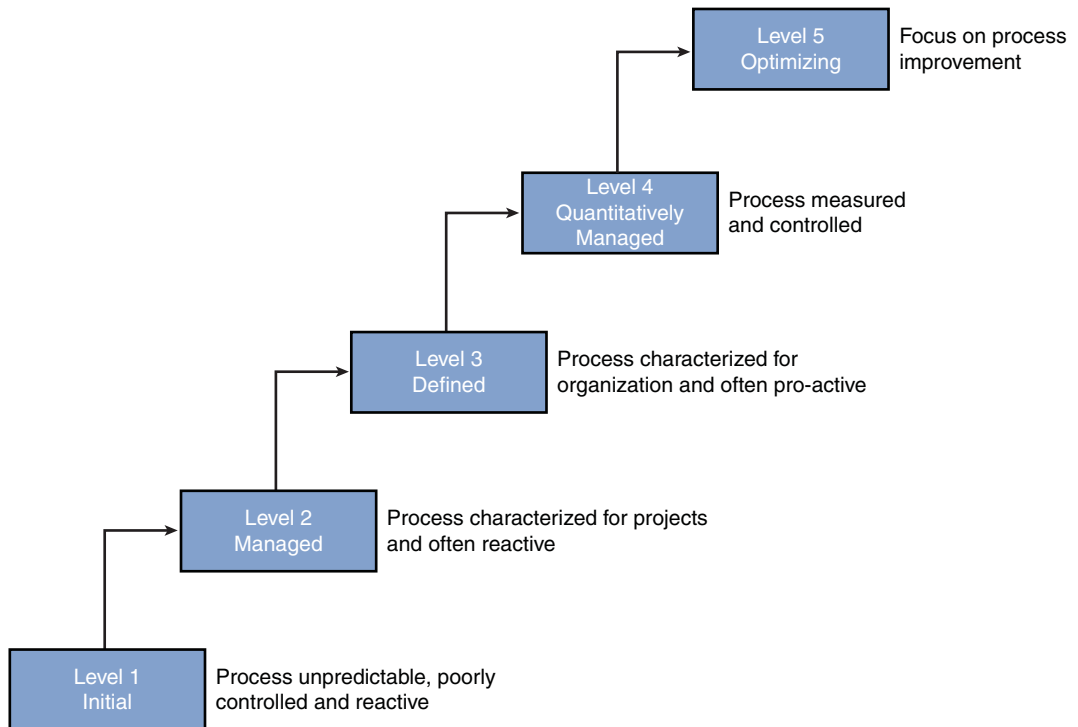 Level 5
Optimizing
Focus on process
improvement
Level 4
Quantitatively
Managed
Process measured
and controlled
Level 3
Defined
Process characterized for
organization and often pro-active
Level 2
Managed
Process characterized for projects
and often reactive
Level 1
Initial
Process unpredictable, poorly
controlled and reactive